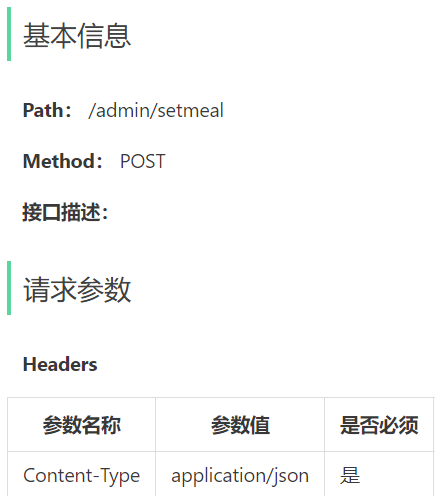 基本信息
Path： /admin/setmeal
Method： POST
接口描述：
请求参数
Headers
参数名称 参数值 是否必须
Content-Type application/json 是